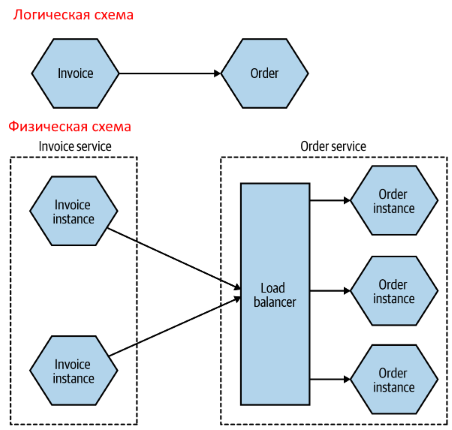 Логическая схема
Invoice
Order
Физическая схема
Invoice service
Order service
Invoice
instance
Order
instance
Load
balancer
Order
instance
Invoice
instance
Order
instance